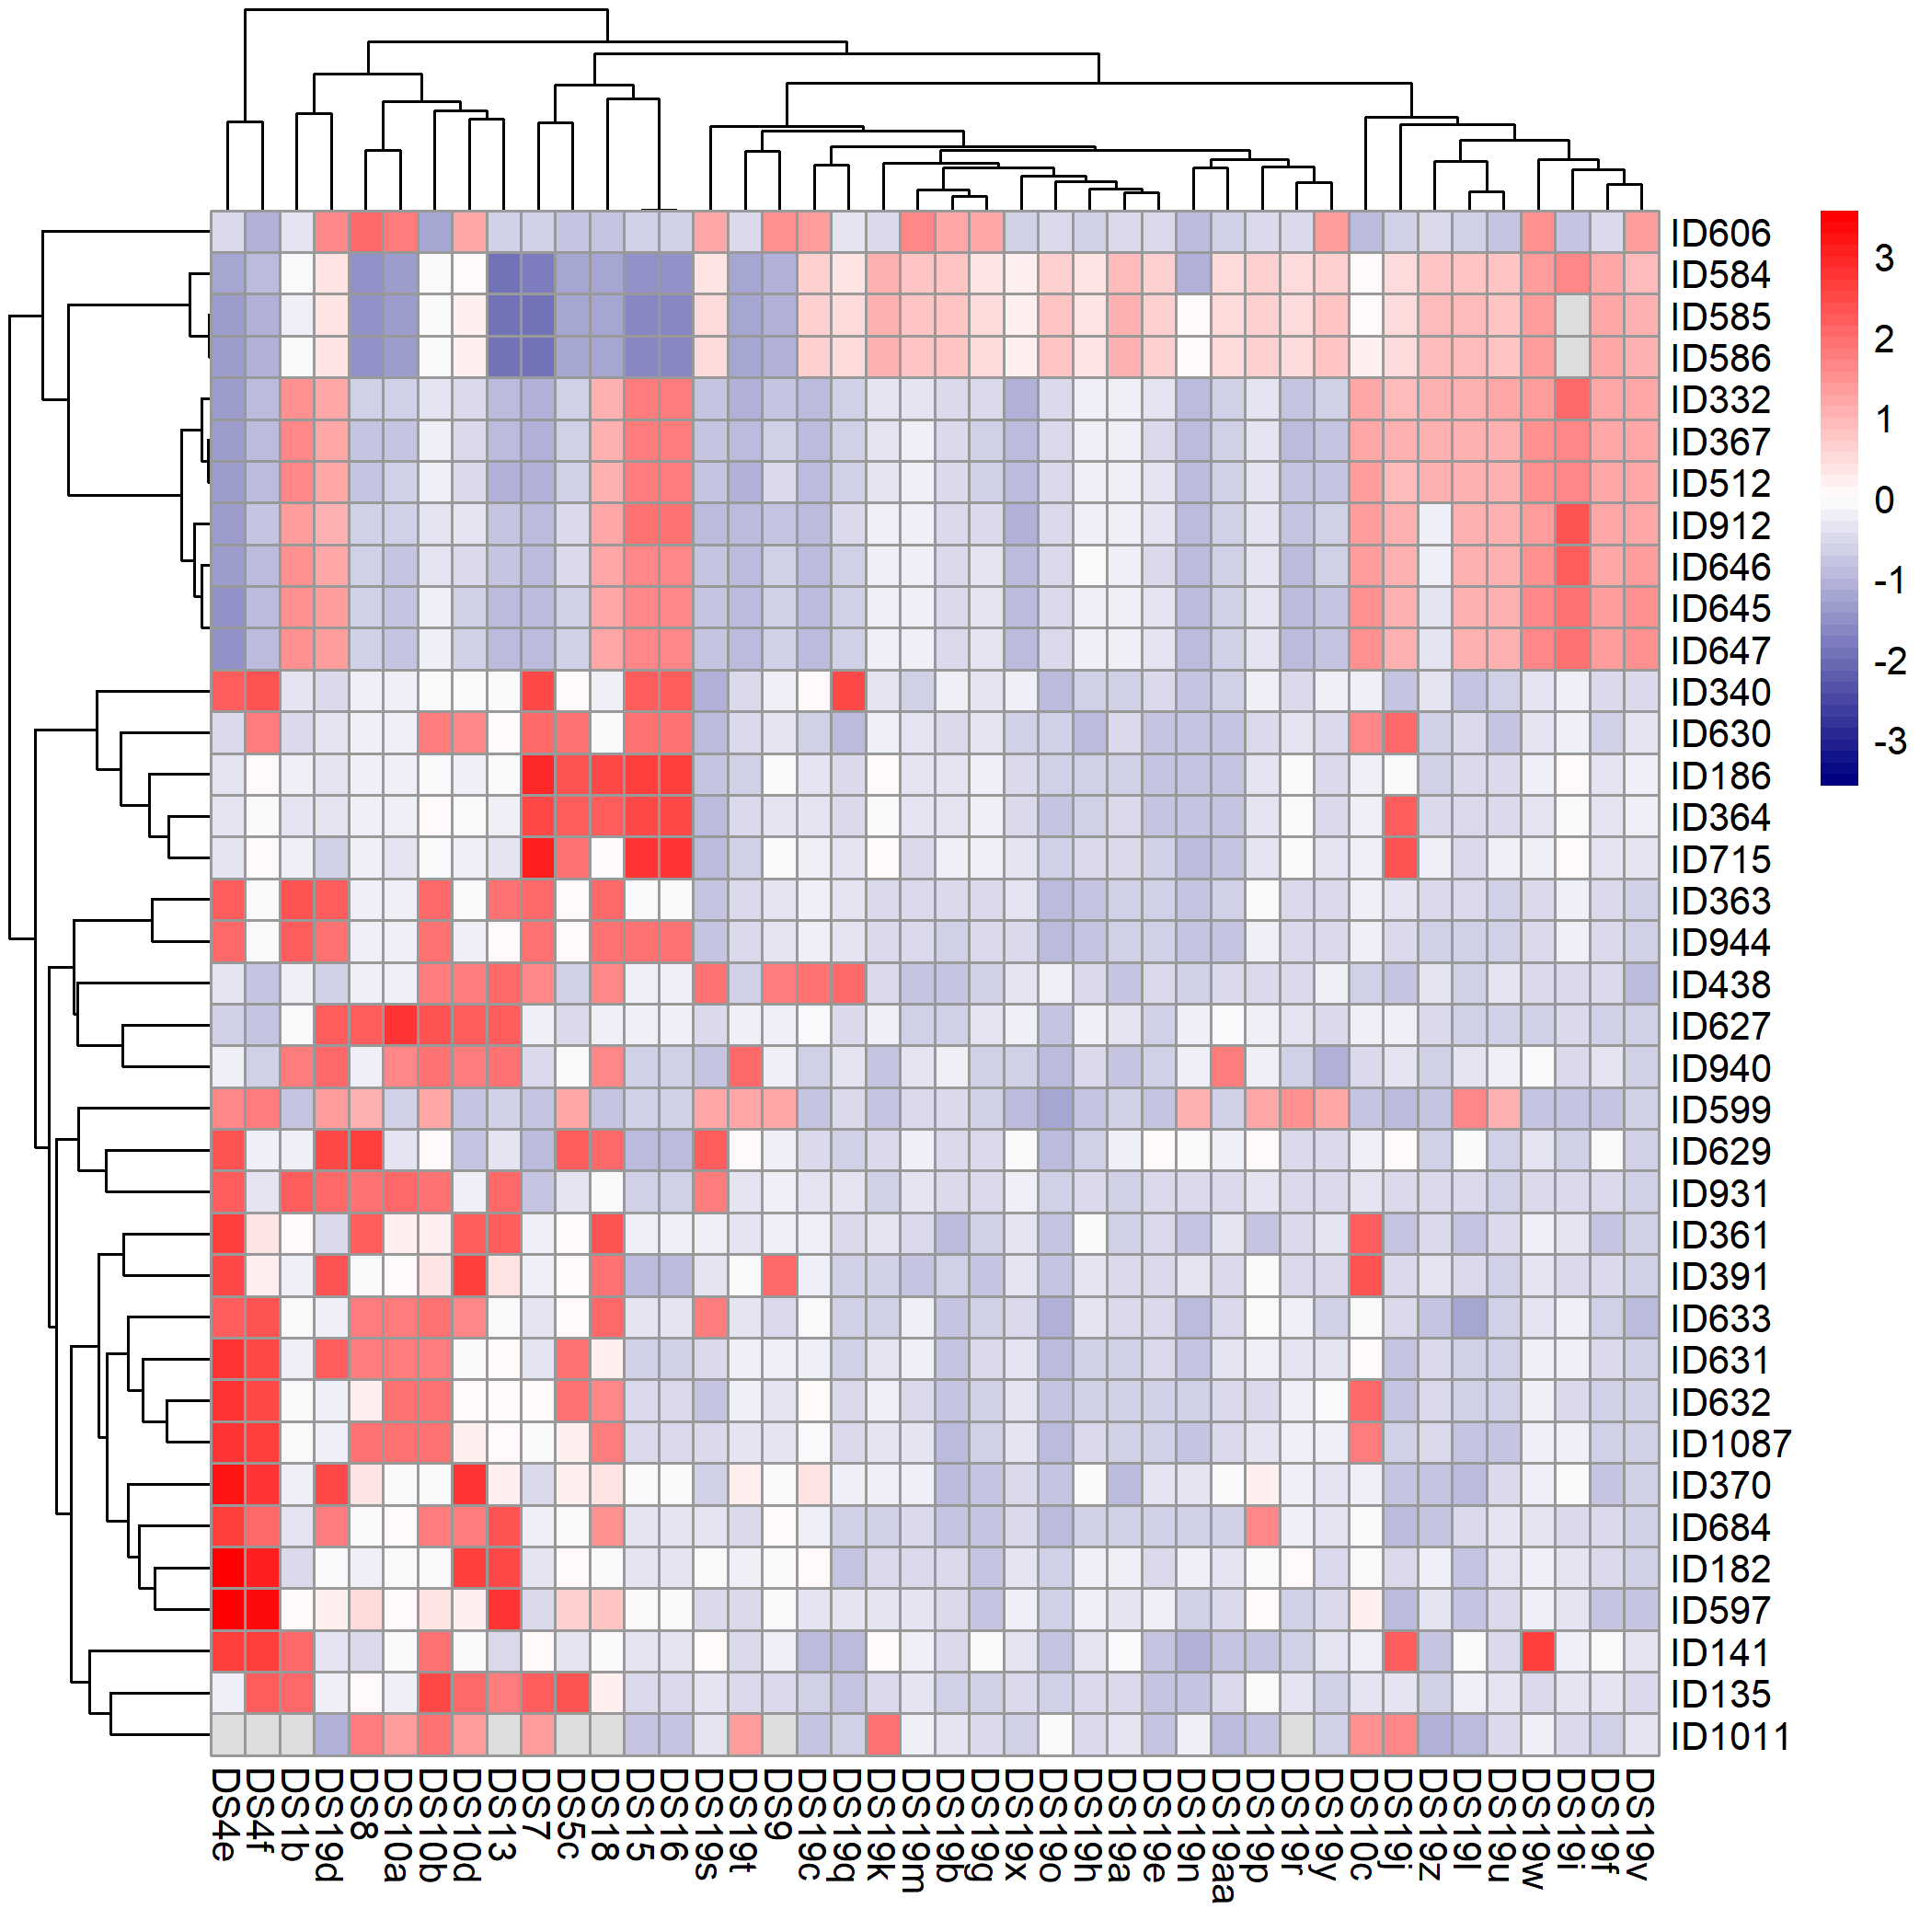 ID606
ID584
ID585
ID586
ID332
ID367
ID512
ID912
ID646
ID645
ID647
ID340
ID630
ID186
ID364
ID715
ID363
ID944
ID438
ID627
ID940
ID599
ID629
ID931
ID361
ID391
ID633
ID631
ID632
ID1087
ID370
ID684
ID182
ID597
ID141
ID135
ID1011
3
2
1
0
-1
-2
-3
DS4e
DS4f
DS1b
DS19d
DS8
DS10a
DS10b
DS10d
DS13
DS7
DS5c
DS18
DS15
DS16
DS19s
DS19t
DS9
DS19c
DS19q
DS19k
DS19m
DS19b
DS19g
DS19x
DS19o
DS19h
DS19a
DS19e
DS19n
DS19aa
DS19p
DS19r
DS19y
DS10c
DS19j
DS19z
DS19l
DS19u
DS19w
DS19i
DS19f
DS19v